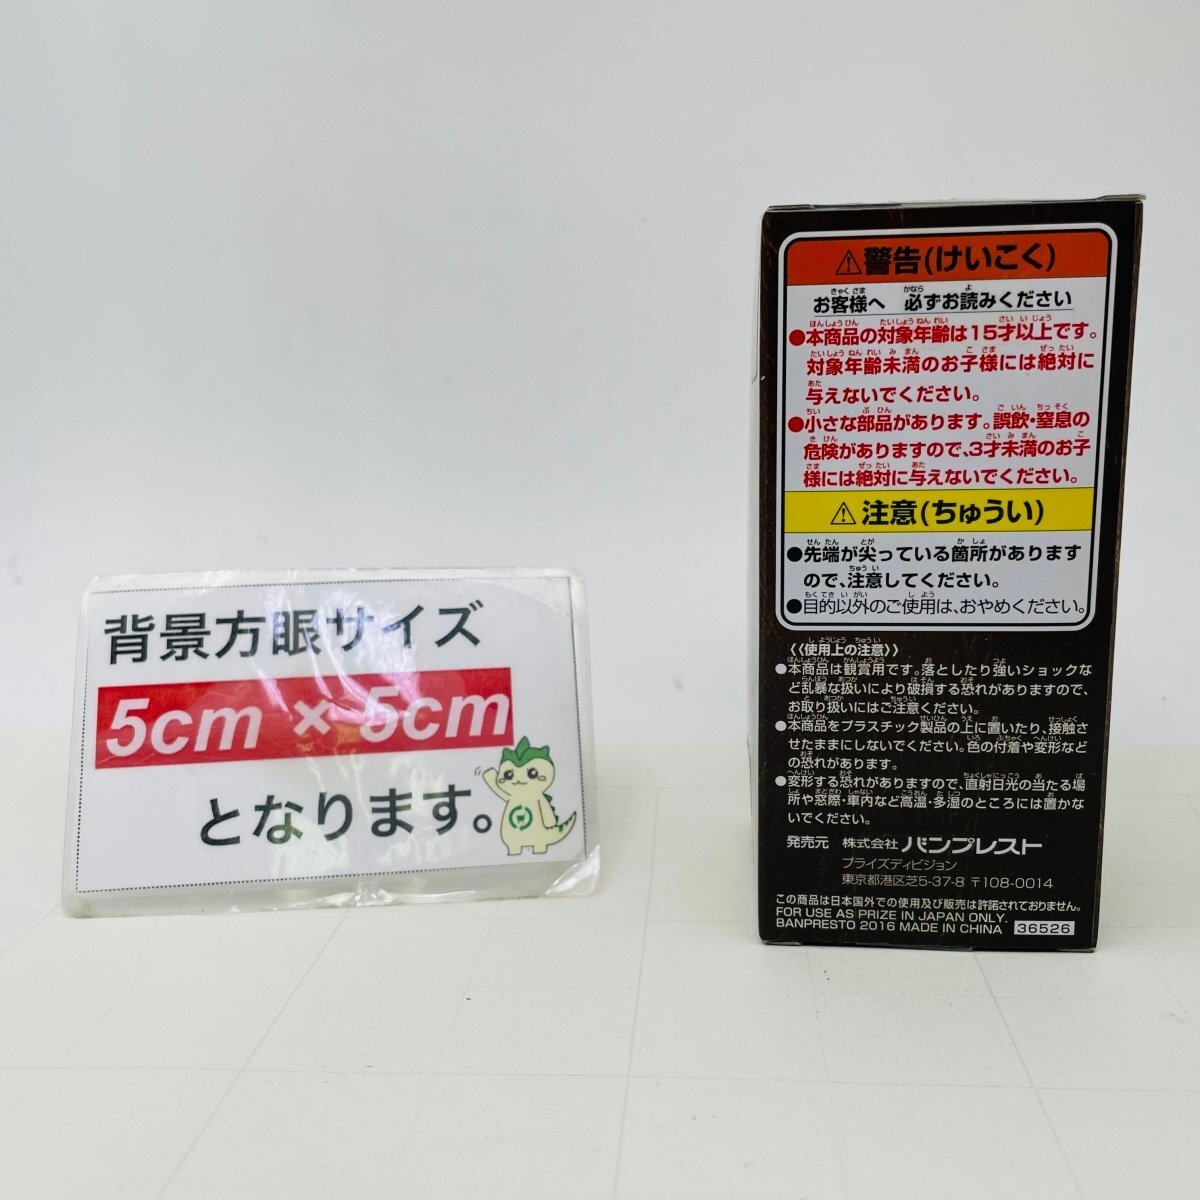 背景方眼サイズ
5cm × 5cm
となります。
⚠警告(けいこく)
お客様へ 必ずお読みください
●本商品の対象年齢は15才以上です。
対象年齢未満のお子様には絶対に
与えないでください。
●小さな部品があります。誤飲・窒息の
危険がありますので、3才未満のお子
様には絶対に与えないでください。
⚠注意(ちゅうい)
●先端が尖っている箇所があります
ので、注意してください。
●目的以外のご使用は、おやめください。
《使用上の注意》
●本商品は観賞用です。落としたり強いショックな
ど乱暴な扱いにより破損する恐れがありますので、
お取り扱いにはご注意ください。
●本商品をプラスチック製品の上に置いたり、接触さ
せたままにしないでください。色の付着や変形など
の恐れがあります。
●変形する恐れがありますので、直射日光の当たる場
所や窓際・車内など高温・多湿のところには置かな
いでください。
発売元 株式会社 バンプレスト
プライズディビジョン
東京都港区芝5-37-8 〒108-0014
この商品は日本国外での使用及び販売は許諾されておりません。
FOR USE AS PRIZE IN JAPAN ONLY.
BANPRESTO 2016 MADE IN CHINA 36526